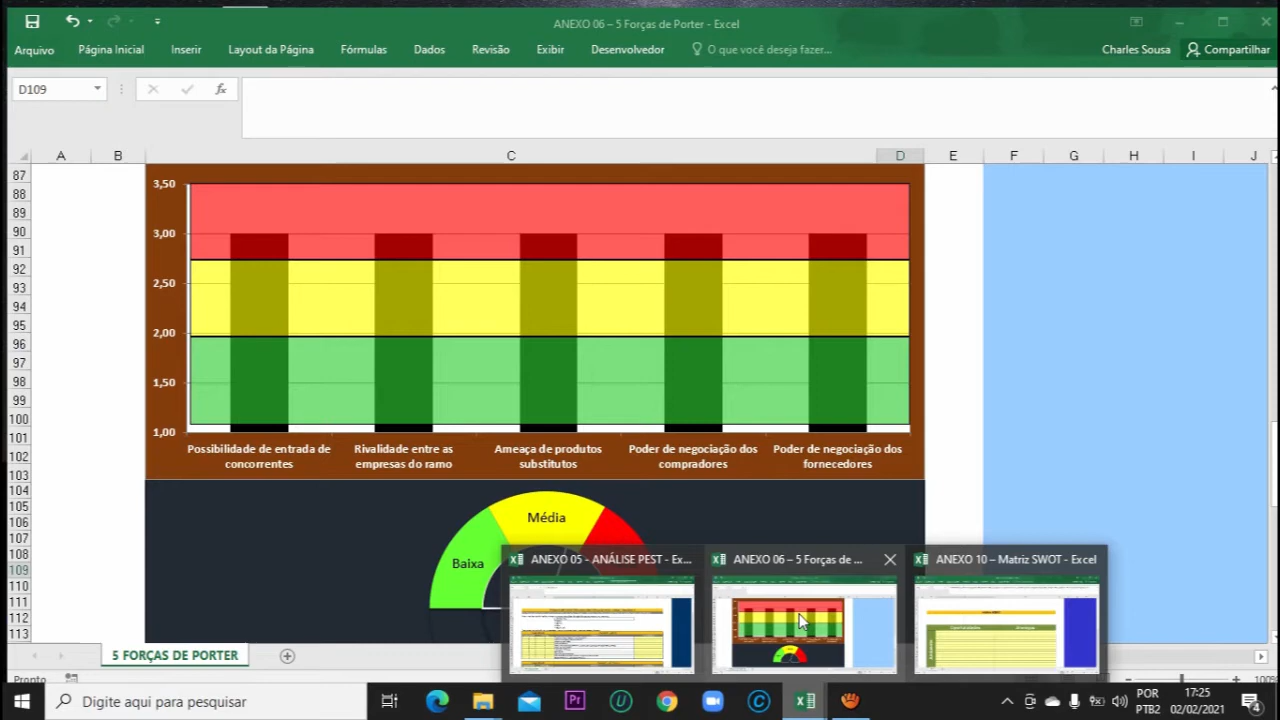 ANEXO 06 – 5 Forças de Porter - Excel
Arquivo Página Inicial Inserir Layout da Página Fórmulas Dados Revisão Exibir Desenvolvedor O que você deseja fazer... Charles Sousa Compartilhar
D109 fx
A B C D E F G H I J
87
88
89
90
91
92
93
94
95
96
97
98
99
100
101
102
103
104
105
106
107
108
109
110
111
112
113
3,50
3,00
2,50
2,00
1,50
1,00
Possibilidade de entrada de concorrentes
Rivalidade entre as empresas do ramo
Ameaça de produtos substitutos
Poder de negociação dos compradores
Poder de negociação dos fornecedores
Média
Baixa
ANEXO 05 - ANÁLISE PEST - Ex... ANEXO 06 – 5 Forças de ... ANEXO 10 – Matriz SWOT - Excel
5 FORÇAS DE PORTER
Pronto 100%
Digite aqui para pesquisar
Pr
POR
PTB2
17:25
02/02/2021
4